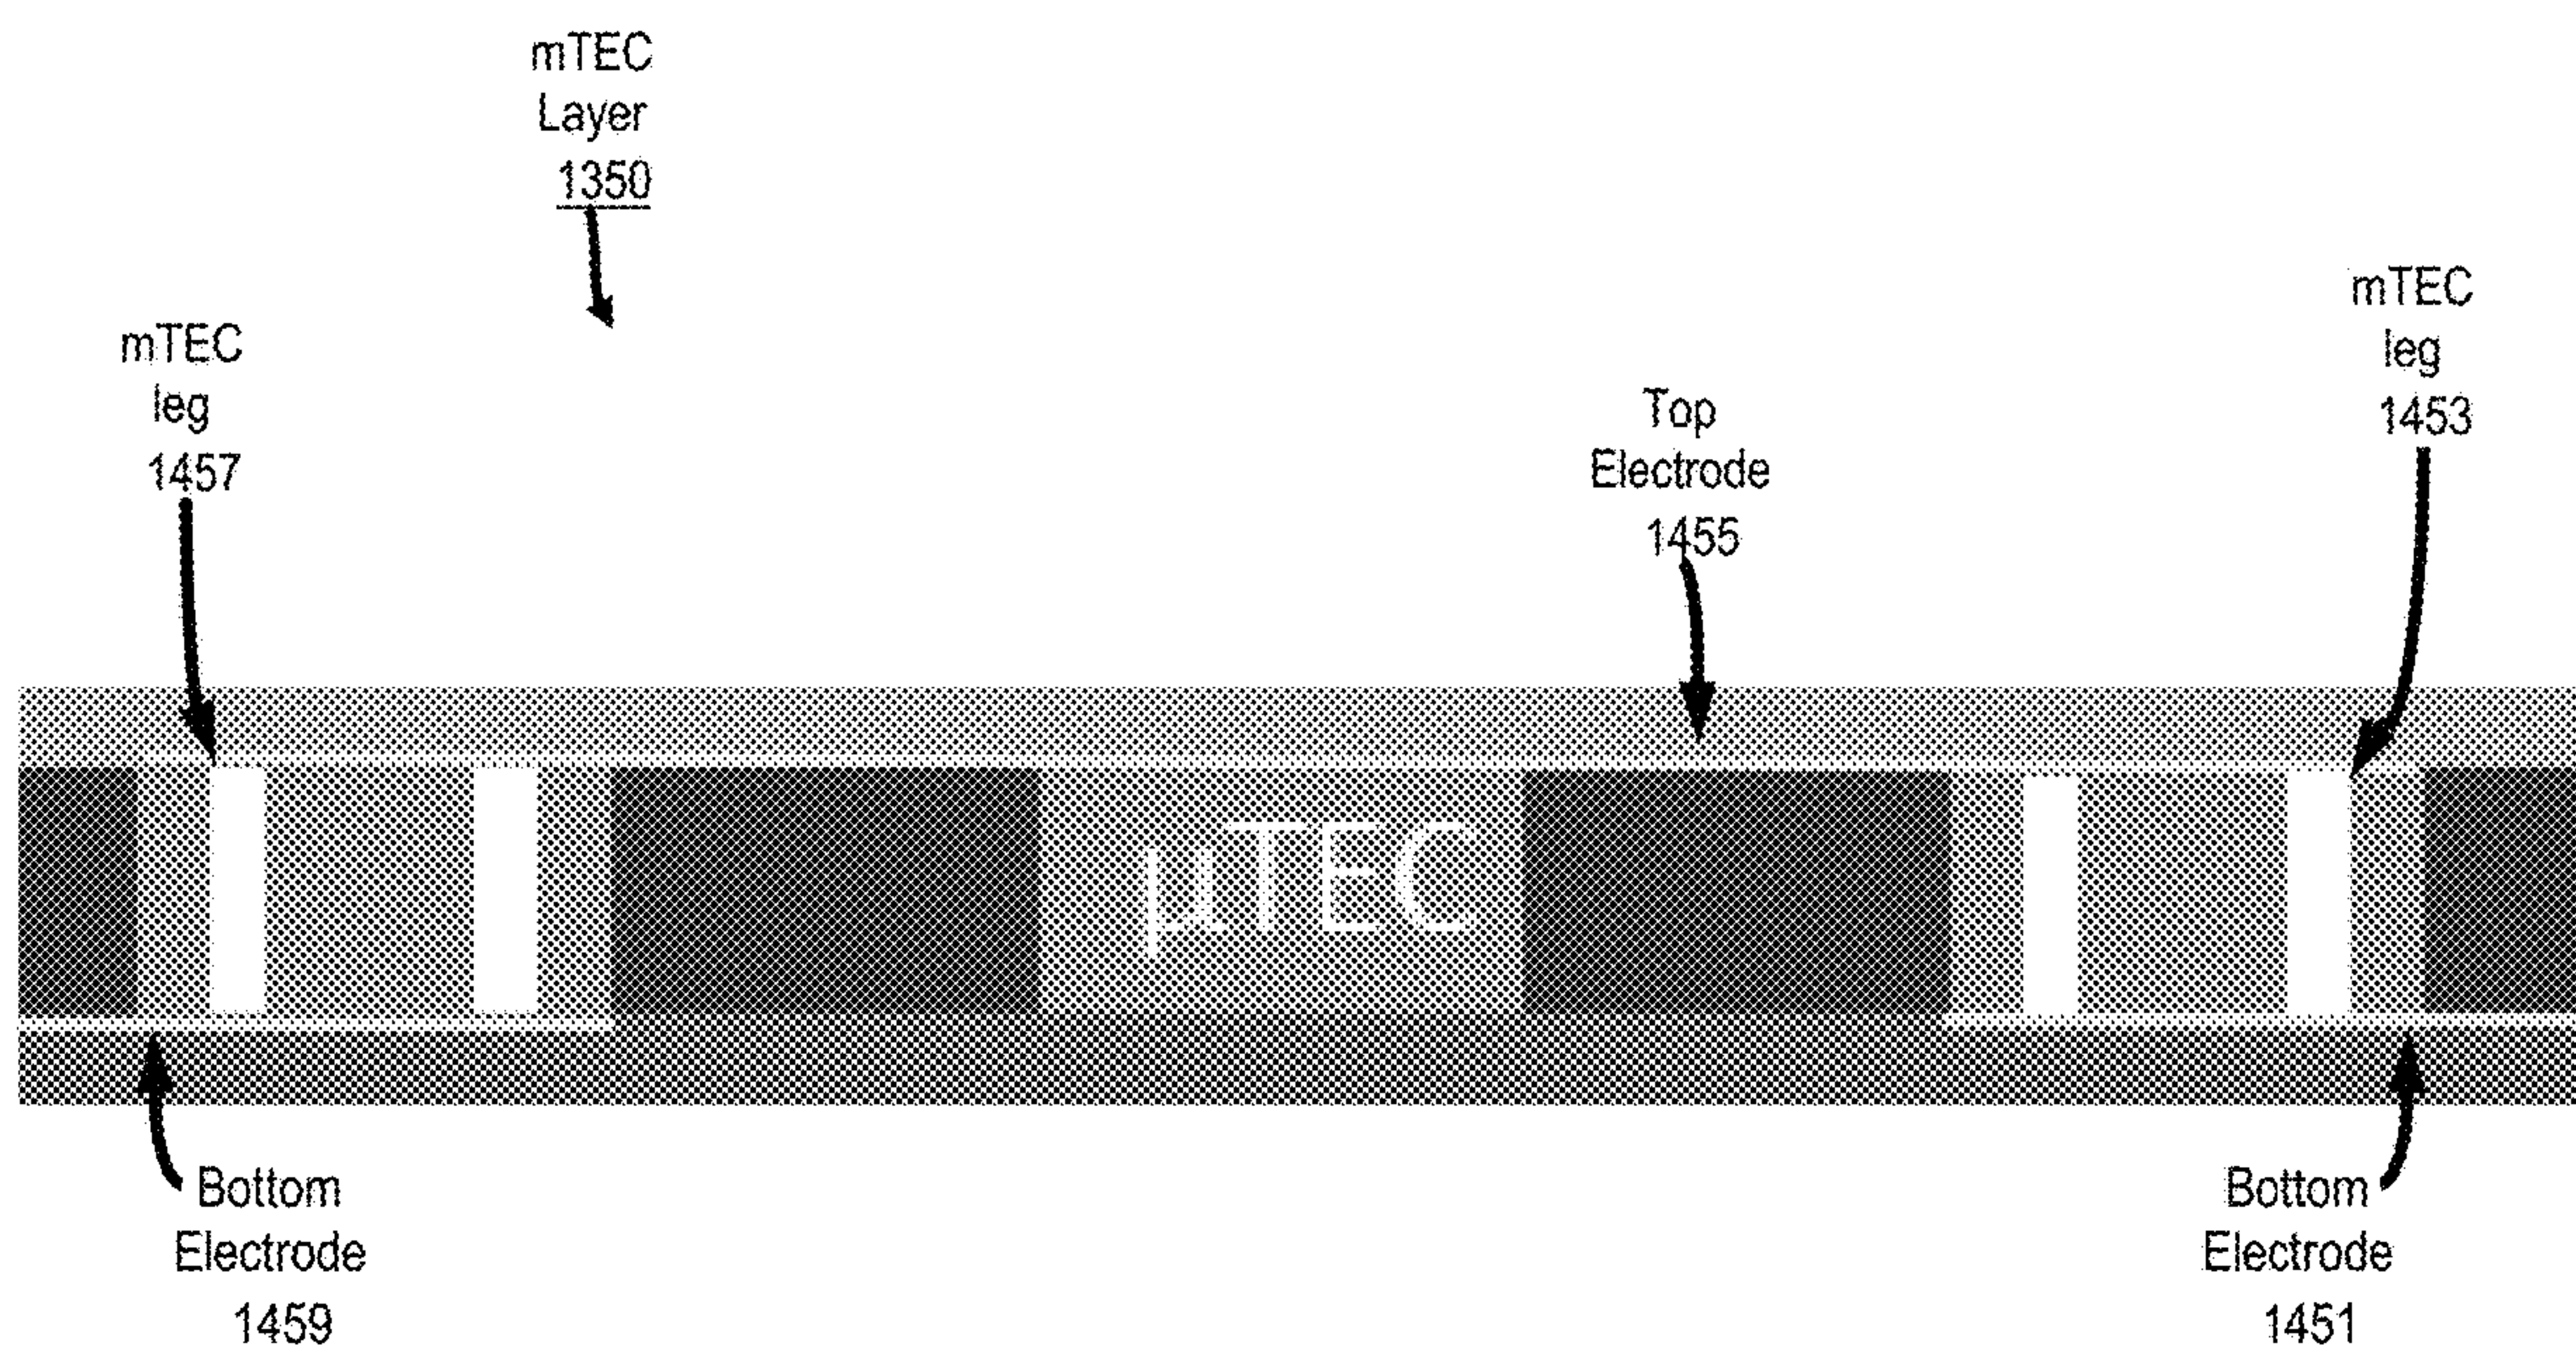 mTEC
Layer
1350
mTEC
leg
1457
Top
Electrode
1455
mTEC
leg
1453
µTEC
Bottom
Electrode
1459
Bottom
Electrode
1451